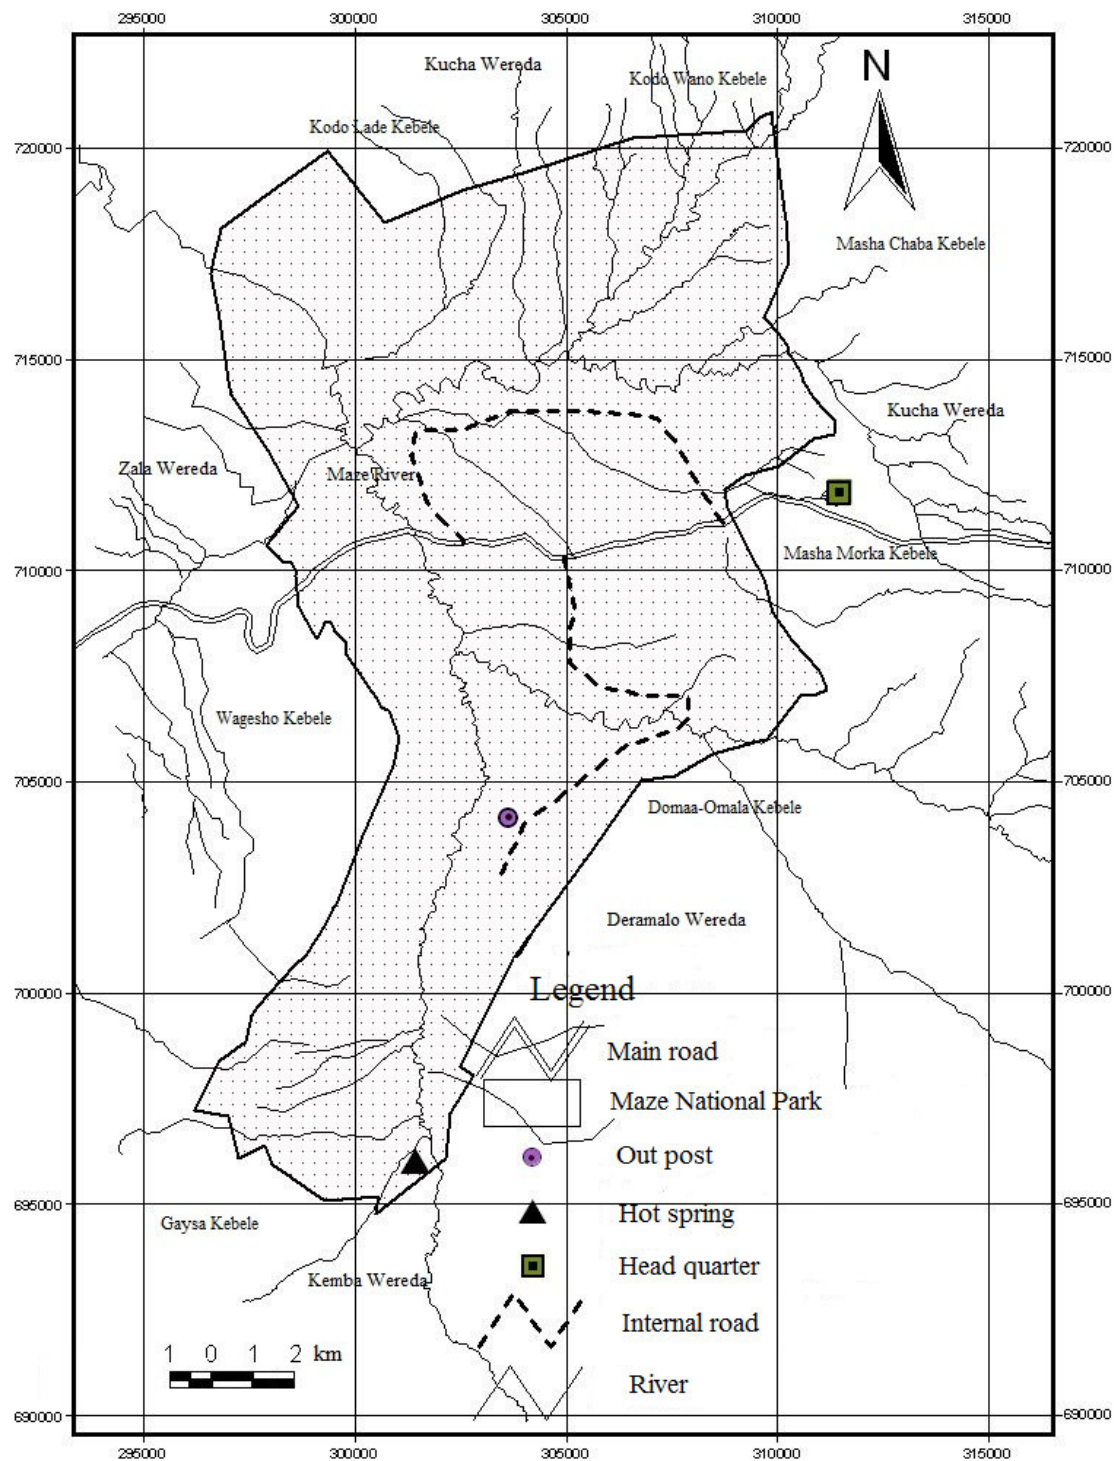 295000 300000 305000 310000 315000
Kucha Wereda
Kodo Wano Kebele
N
Kodo Lade Kebele
720000 720000
Masha Chaba Kebele
715000 715000
Kucha Wereda
Zala Wereda
Maze River
Masha Morka Kebele
710000 710000
Wagesho Kebele
705000 705000
Domaa-Omala Kebele
Deramalo Wereda
700000 700000
Legend
Main road
Maze National Park
Out post
Hot spring
695000 695000
Gaysa Kebele
Head quarter
Kemba Wereda
Internal road
1 0 1 2 km
River
690000 690000
295000 300000 305000 310000 315000